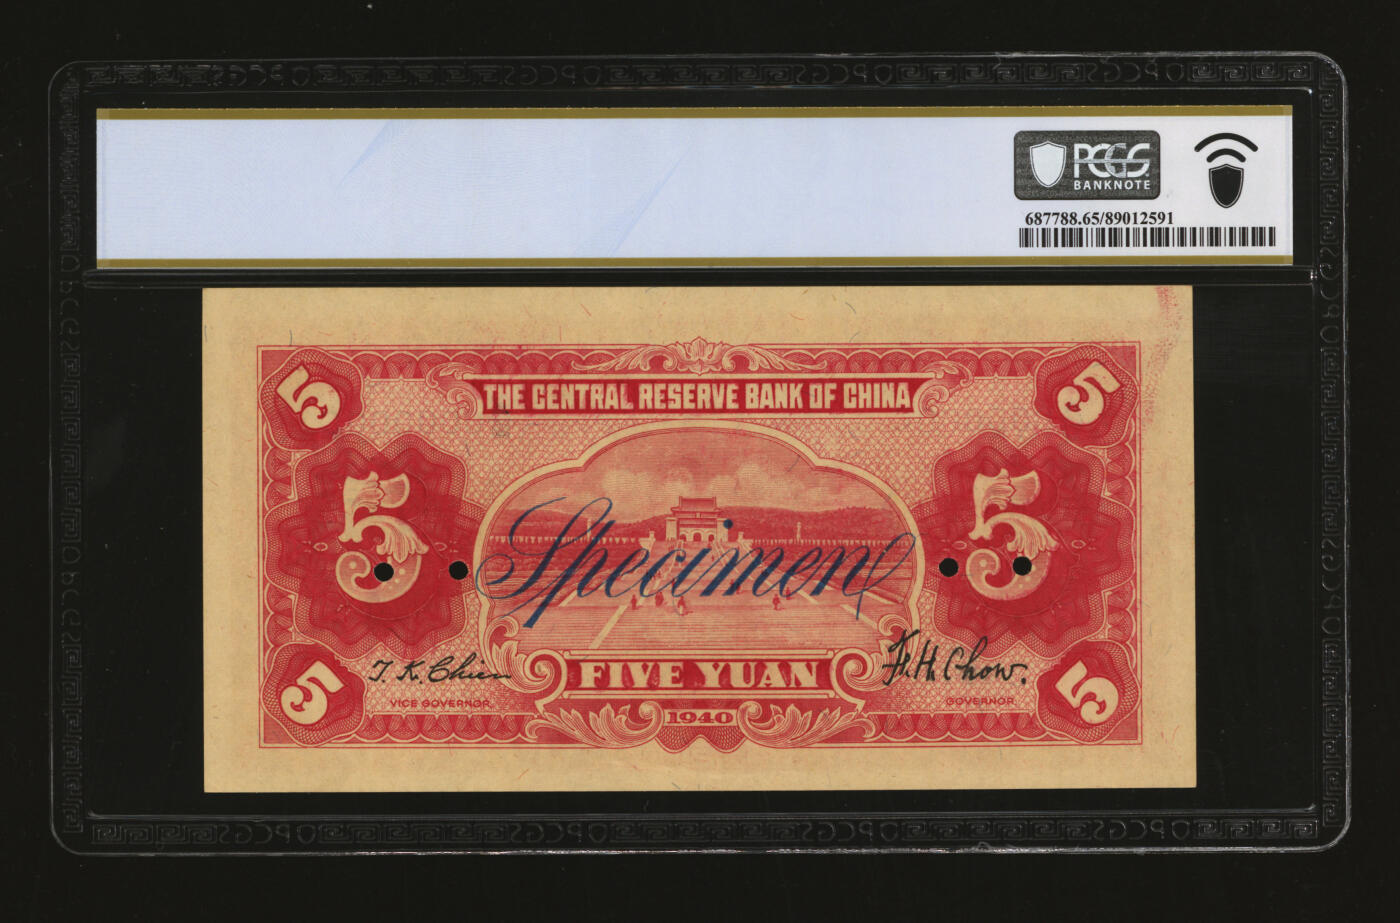 PCGS
BANKNOTE
687788.65/89012591
5 5
THE CENTRAL RESERVE BANK OF CHINA
5 5
Specimen
T. K. Chien
F. H. Chow.
FIVE YUAN
VICE GOVERNOR,
GOVERNOR,
5 5
1940